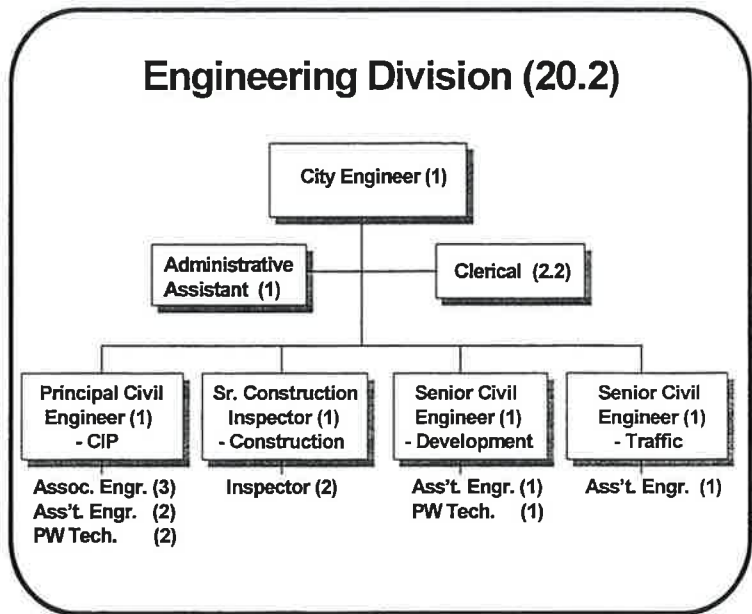 Engineering Division (20.2)
City Engineer (1)
Administrative
Assistant (1)
Clerical (2.2)
Principal Civil
Engineer (1)
- CIP
Assoc. Engr. (3)
Ass't. Engr. (2)
PW Tech. (2)
Sr. Construction
Inspector (1)
- Construction
Inspector (2)
Senior Civil
Engineer (1)
- Development
Ass't. Engr. (1)
PW Tech. (1)
Senior Civil
Engineer (1)
- Traffic
Ass't. Engr. (1)